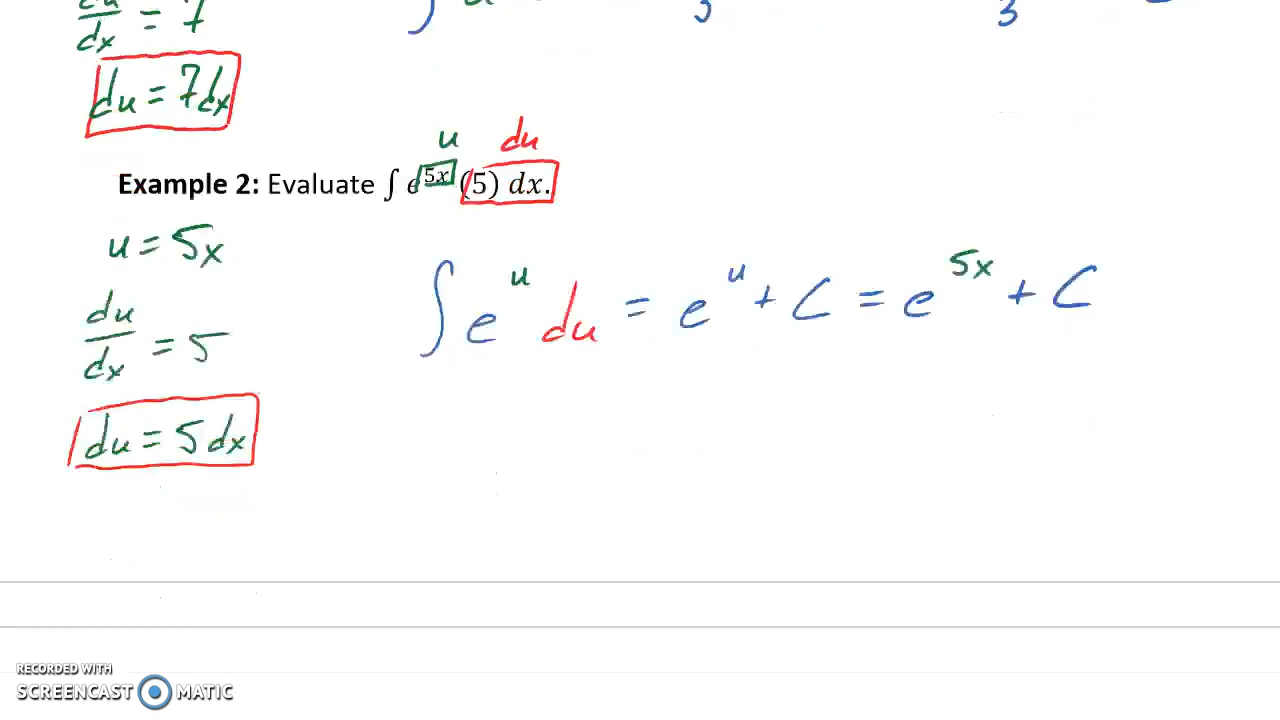 du/dx = 7
∫ u
3
du = 7dx
u du
Example 2: Evaluate ∫ e^5x (5) dx.
u = 5x
∫ e^u du = e^u + C = e^5x + C
du/dx = 5
du = 5dx
RECORDED WITH
SCREENCAST MATIC